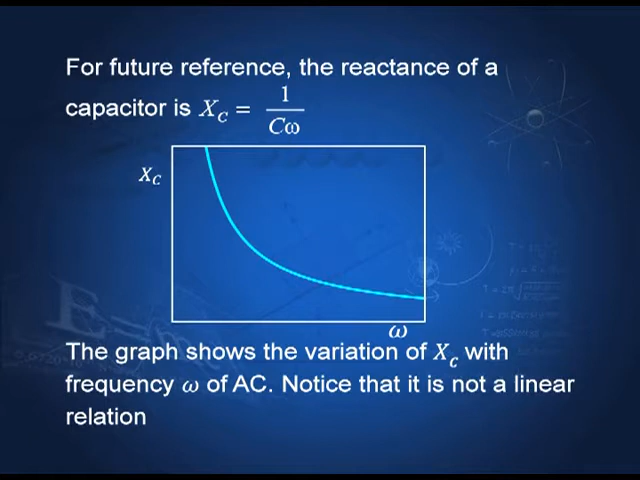 For future reference, the reactance of a
capacitor is X_C = 1/Cω
X_C
ω
The graph shows the variation of X_c with
frequency ω of AC. Notice that it is not a linear
relation